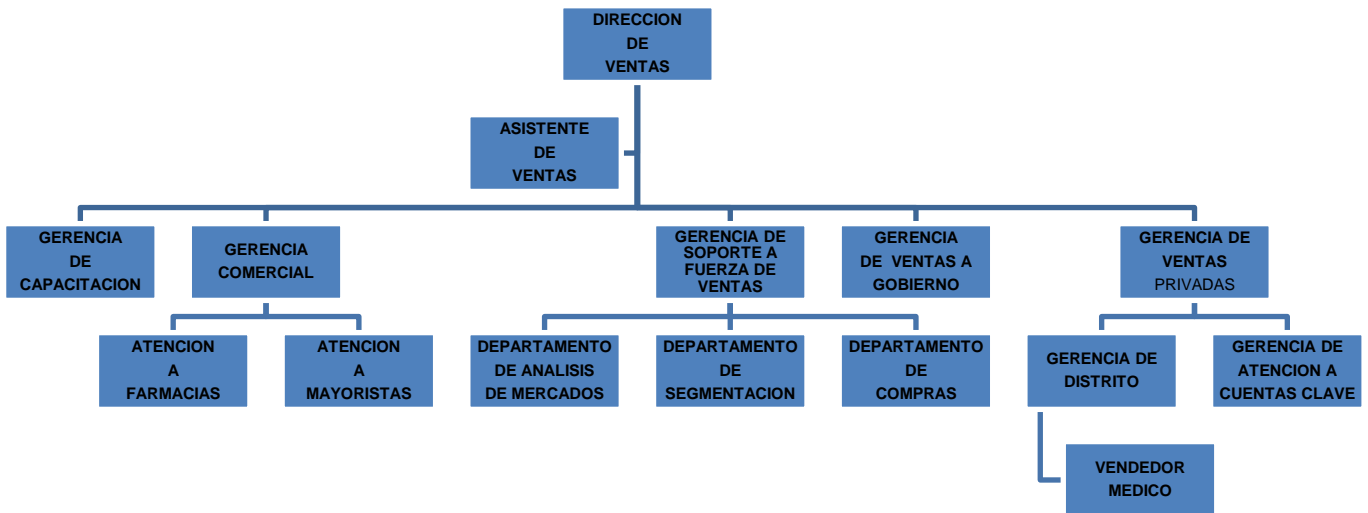 DIRECCION
DE
VENTAS
ASISTENTE
DE
VENTAS
GERENCIA
DE
CAPACITACION
GERENCIA
COMERCIAL
GERENCIA DE
SOPORTE A
FUERZA DE
VENTAS
GERENCIA
DE VENTAS A
GOBIERNO
GERENCIA DE
VENTAS
PRIVADAS
ATENCION
A
FARMACIAS
ATENCION
A
MAYORISTAS
DEPARTAMENTO
DE ANALISIS
DE MERCADOS
DEPARTAMENTO
DE
SEGMENTACION
DEPARTAMENTO
DE
COMPRAS
GERENCIA DE
DISTRITO
GERENCIA DE
ATENCION A
CUENTAS CLAVE
VENDEDOR
MEDICO